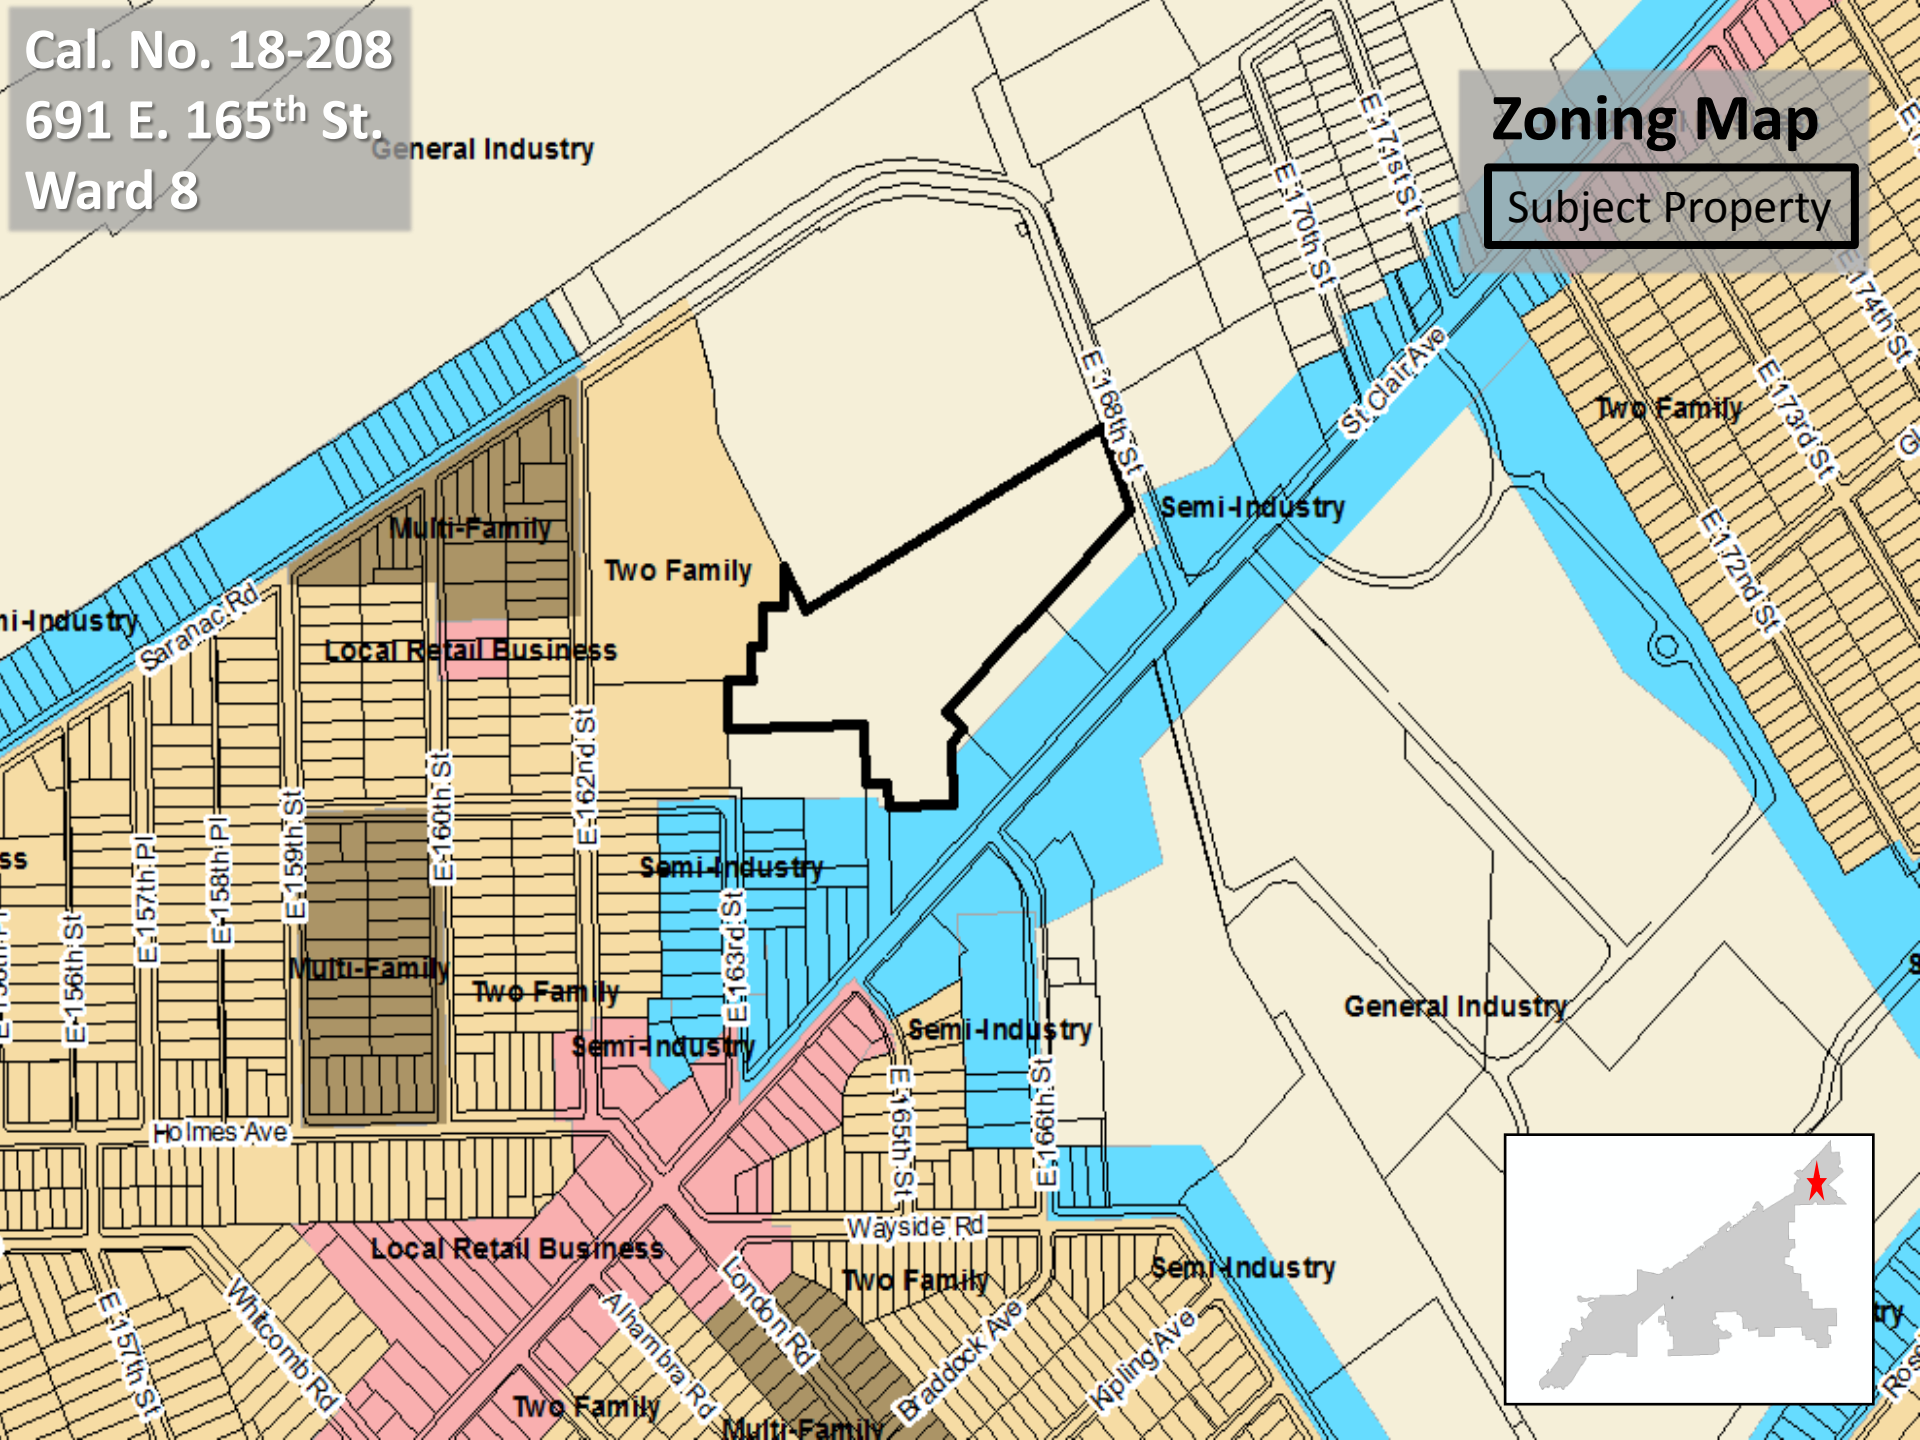 Cal. No. 18-208
691 E. 165th St.
Ward 8
General Industry
Zoning Map
Subject Property
E 171st St
E 170th St
E 174th St
E 168th St
St. Clair Ave
Two Family
E 173rd St
Semi-Industry
E 172nd St
Multi-Family
Two Family
Saranac Rd
Local Retail Business
E 162nd St
E 160th St
E 159th St
E 158th Pl
E 157th Pl
E 156th St
Semi-Industry
E 163rd St
Multi-Family
Two Family
Semi-Industry
Semi-Industry
General Industry
E 165th St
E 166th St
Holmes Ave
Wayside Rd
Local Retail Business
Two Family
Semi-Industry
E 157th St
Whitcomb Rd
Alhambra Rd
London Rd
Braddock Ave
Kipling Ave
Two Family
Multi-Family